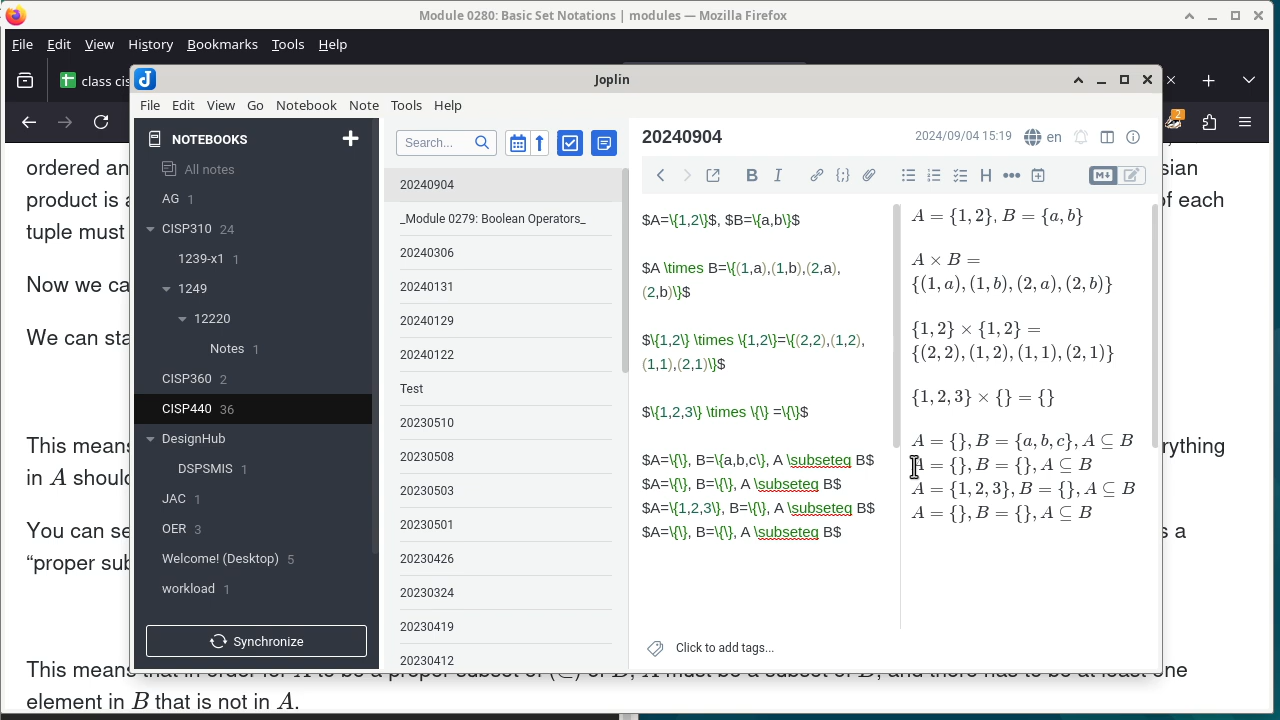 Module 0280: Basic Set Notations | modules — Mozilla Firefox
File Edit View History Bookmarks Tools Help
class cis
2
Joplin
File Edit View Go Notebook Note Tools Help
NOTEBOOKS
All notes
AG 1
CISP310 24
1239-x1 1
1249
12220
Notes 1
CISP360 2
CISP440 36
DesignHub
DSPSMIS 1
JAC 1
OER 3
Welcome! (Desktop) 5
workload 1
Synchronize
Search...
20240904
_Module 0279: Boolean Operators_
20240306
20240131
20240129
20240122
Test
20230510
20230508
20230503
20230501
20230426
20230324
20230419
20230412
20240904
2024/09/04 15:19 en
$A=\{1,2\}$, $B=\{a,b\}$
$A \times B=\{(1,a),(1,b),(2,a),
(2,b)\}$
$\{1,2\} \times \{1,2\}=\{(2,2),(1,2),
(1,1),(2,1)\}$
$\{1,2,3\} \times \{\} =\{\}$
$A=\{\}, B=\{a,b,c\}, A \subseteq B$
$A=\{\}, B=\{\}, A \subseteq B$
$A=\{1,2,3\}, B=\{\}, A \subseteq B$
$A=\{\}, B=\{\}, A \subseteq B$
A = {1, 2}, B = {a, b}
A × B =
{(1, a), (1, b), (2, a), (2, b)}
{1, 2} × {1, 2} =
{(2, 2), (1, 2), (1, 1), (2, 1)}
{1, 2, 3} × {} = {}
A = {}, B = {a, b, c}, A ⊆ B
A = {}, B = {}, A ⊆ B
A = {1, 2, 3}, B = {}, A ⊆ B
A = {}, B = {}, A ⊆ B
Click to add tags...
ordered an
sian
product is a
of each
tuple must
Now we ca
We can sta
This means
erything
in A shoul
You can se
s a
“proper sub
This means that in order for A to be a proper subset of (⊆) of B, A must be a subset of B, and there has to be at least one
element in B that is not in A.